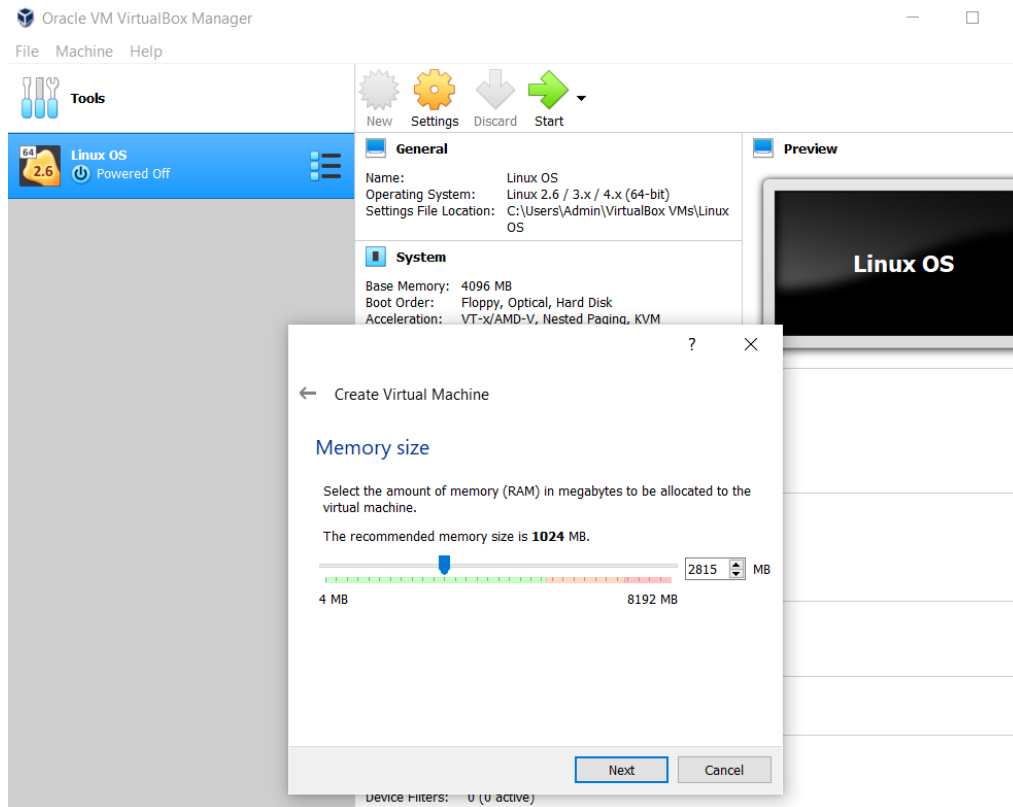 Oracle VM VirtualBox Manager
File Machine Help
Tools
New Settings Discard Start
64
2.6
Linux OS
Powered Off
General
Name: Linux OS
Operating System: Linux 2.6 / 3.x / 4.x (64-bit)
Settings File Location: C:\Users\Admin\VirtualBox VMs\Linux
OS
Preview
Linux OS
System
Base Memory: 4096 MB
Boot Order: Floppy, Optical, Hard Disk
Acceleration: VT-x/AMD-V, Nested Paging, KVM
?
Create Virtual Machine
Memory size
Select the amount of memory (RAM) in megabytes to be allocated to the
virtual machine.
The recommended memory size is 1024 MB.
2815 MB
4 MB 8192 MB
Next Cancel
Device Filters: 0 (0 active)